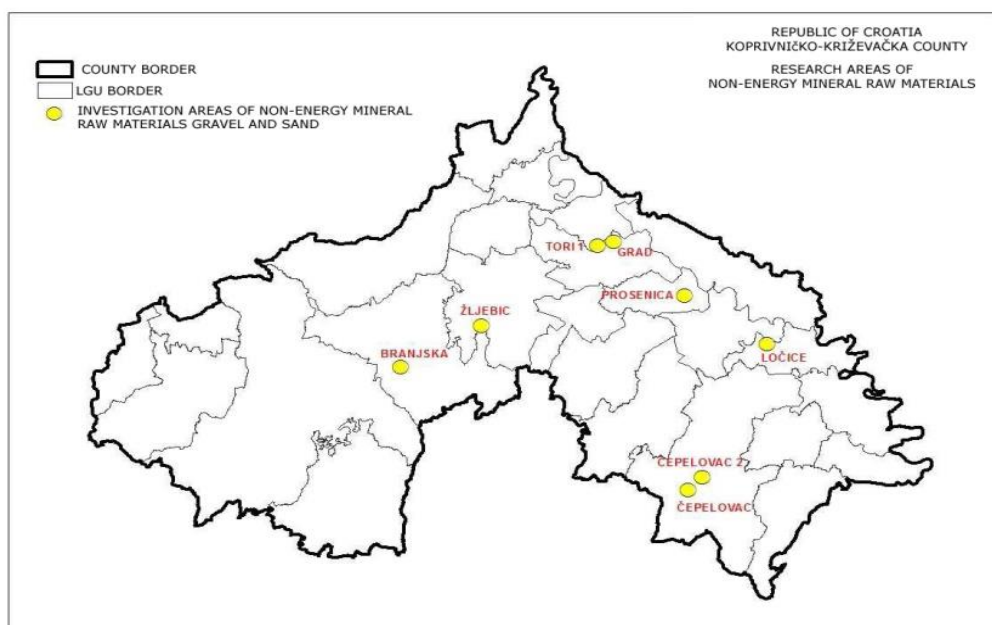 REPUBLIC OF CROATIA
KOPRIVNIčKO-KRIŽEVAČKA COUNTY
RESEARCH AREAS OF
NON-ENERGY MINERAL RAW MATERIALS
COUNTY BORDER
LGU BORDER
INVESTIGATION AREAS OF NON-ENERGY MINERAL
RAW MATERIALS GRAVEL AND SAND
TORI 1
GRAD
PROSENICA
ŽLJEBIC
BRANJSKA
LOČICE
ČEPELOVAC 2
ČEPELOVAC